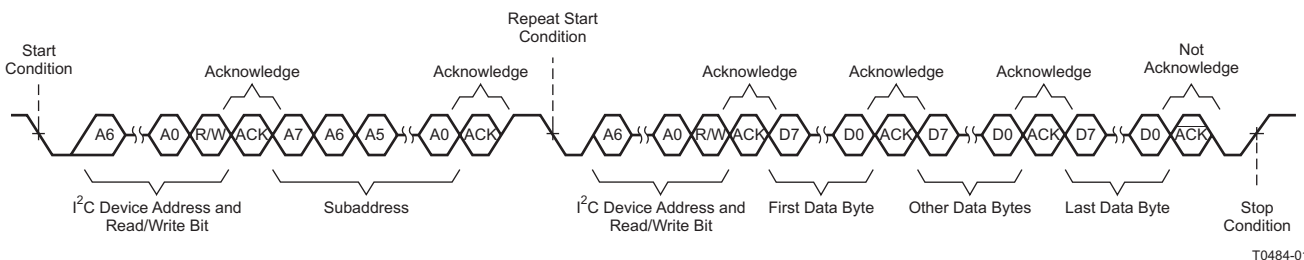 Start
Condition
Acknowledge
Acknowledge
Repeat Start
Condition
Acknowledge
Acknowledge
Acknowledge
Not
Acknowledge
A6 A0 R/W ACK A7 A6 A5 A0 ACK A6 A0 R/W ACK D7 D0 ACK D7 D0 ACK D7 D0 ACK
I²C Device Address and
Read/Write Bit
Subaddress
I²C Device Address and
Read/Write Bit
First Data Byte
Other Data Bytes
Last Data Byte
Stop
Condition
T0484-01